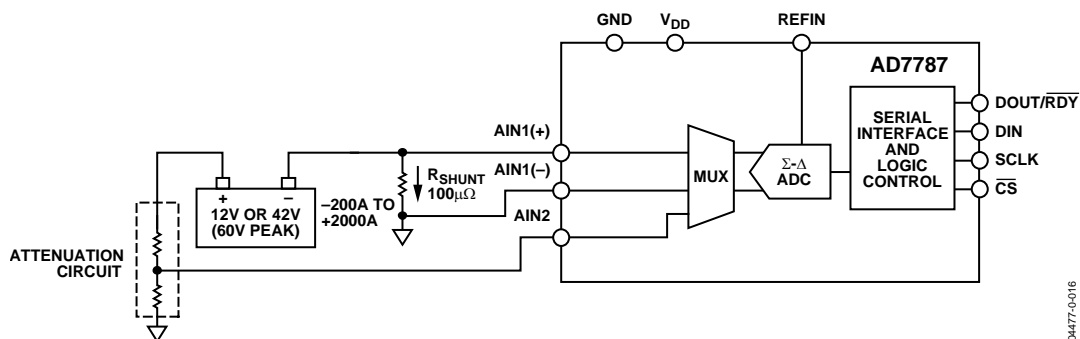 GND
V_DD
REFIN
AD7787
DOUT/RDY
DIN
SCLK
CS
SERIAL
INTERFACE
AND
LOGIC
CONTROL
Σ-Δ
ADC
MUX
AIN1(+)
AIN1(–)
AIN2
R_SHUNT
100μΩ
–200A TO
+2000A
+ –
12V OR 42V
(60V PEAK)
ATTENUATION
CIRCUIT
04477-0-016